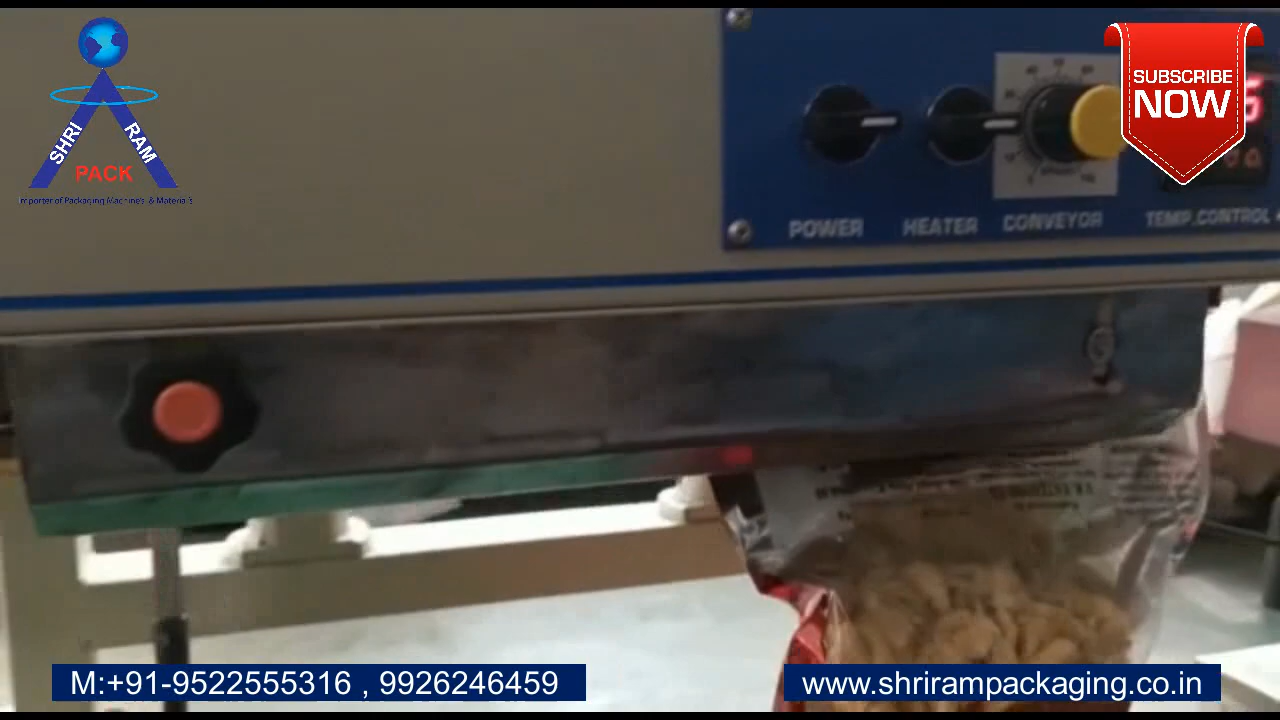 SHRI
RAM
PACK
Importer of Packaging Machine's & Materials
SUBSCRIBE
NOW
POWER
HEATER
CONVEYOR
TEMP.CONTROL
M:+91-9522555316 , 9926246459
www.shrirampackaging.co.in